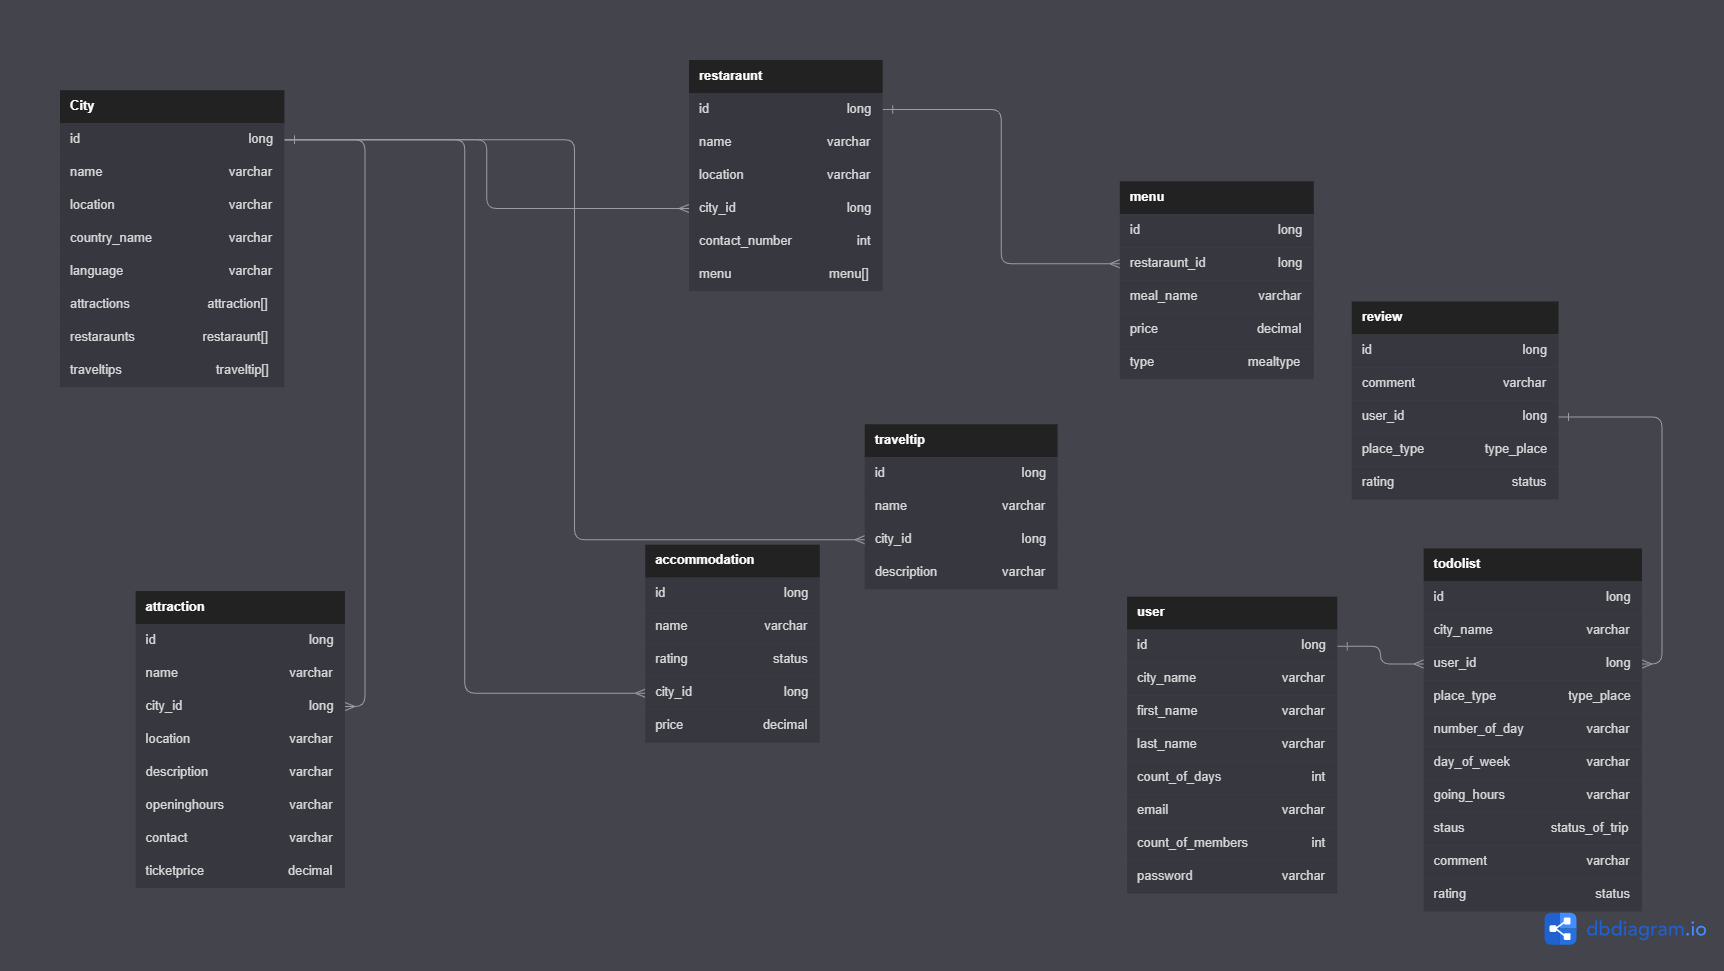 City
id long
name varchar
location varchar
country_name varchar
language varchar
attractions attraction[]
restaraunts restaraunt[]
traveltips traveltip[]
restaraunt
id long
name varchar
location varchar
city_id long
contact_number int
menu menu[]
menu
id long
restaraunt_id long
meal_name varchar
price decimal
type mealtype
review
id long
comment varchar
user_id long
place_type type_place
rating status
traveltip
id long
name varchar
city_id long
description varchar
accommodation
id long
name varchar
rating status
city_id long
price decimal
attraction
id long
name varchar
city_id long
location varchar
description varchar
openinghours varchar
contact varchar
ticketprice decimal
user
id long
city_name varchar
first_name varchar
last_name varchar
count_of_days int
email varchar
count_of_members int
password varchar
todolist
id long
city_name varchar
user_id long
place_type type_place
number_of_day varchar
day_of_week varchar
going_hours varchar
staus status_of_trip
comment varchar
rating status
dbdiagram.io